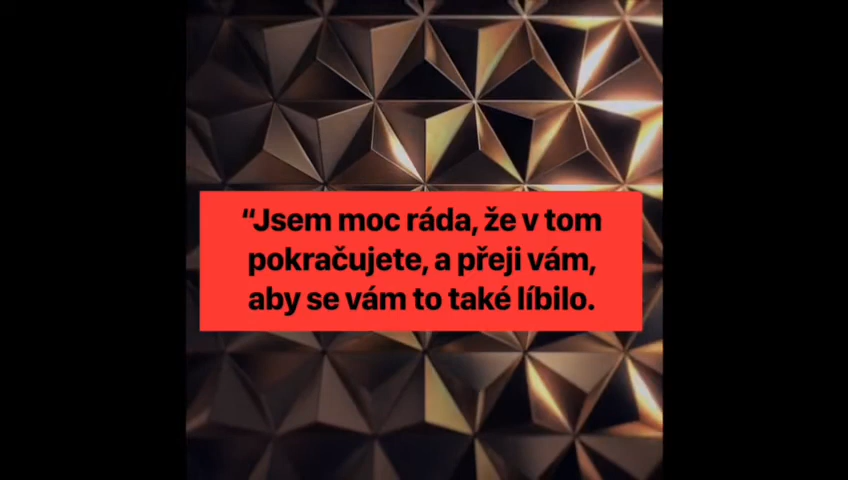 “Jsem moc ráda, že v tom
pokračujete, a přeji vám,
aby se vám to také líbilo.